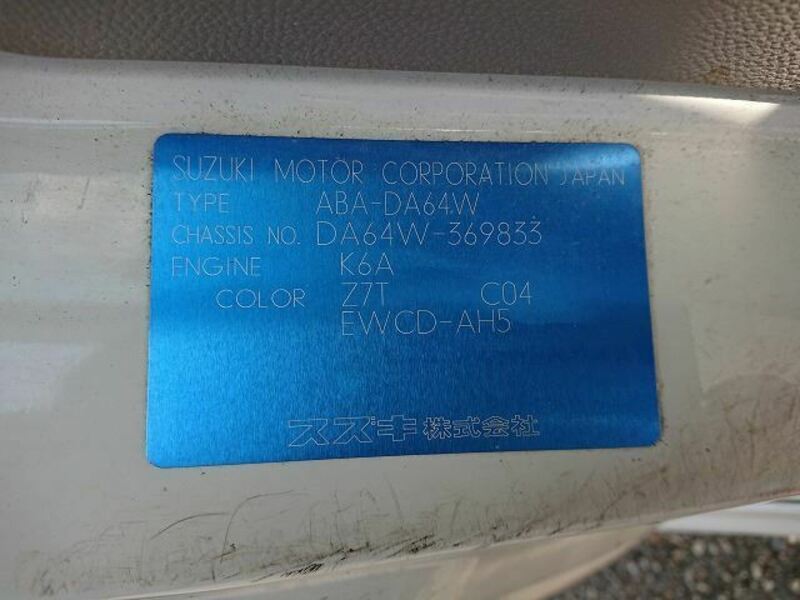 SUZUKI MOTOR CORPORATION JAPAN
TYPE ABA-DA64W
CHASSIS NO. DA64W-369833
ENGINE K6A
COLOR Z7T C04
EWCD-AH5
スズキ株式会社